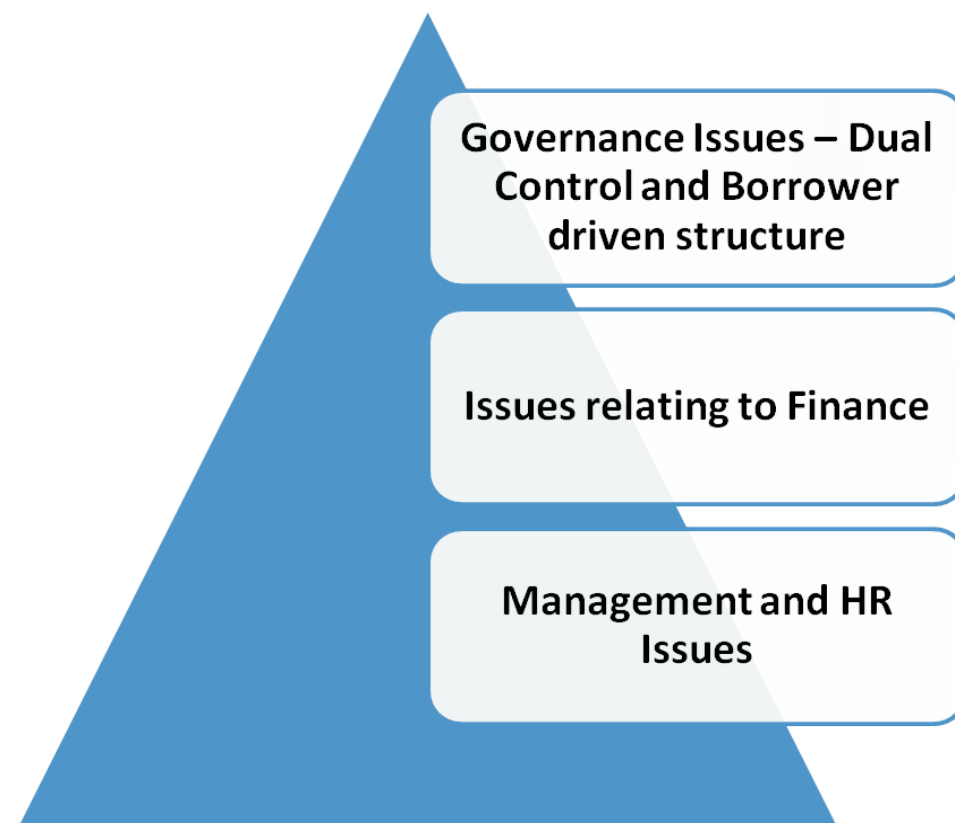 Governance Issues – Dual
Control and Borrower
driven structure
Issues relating to Finance
Management and HR
Issues